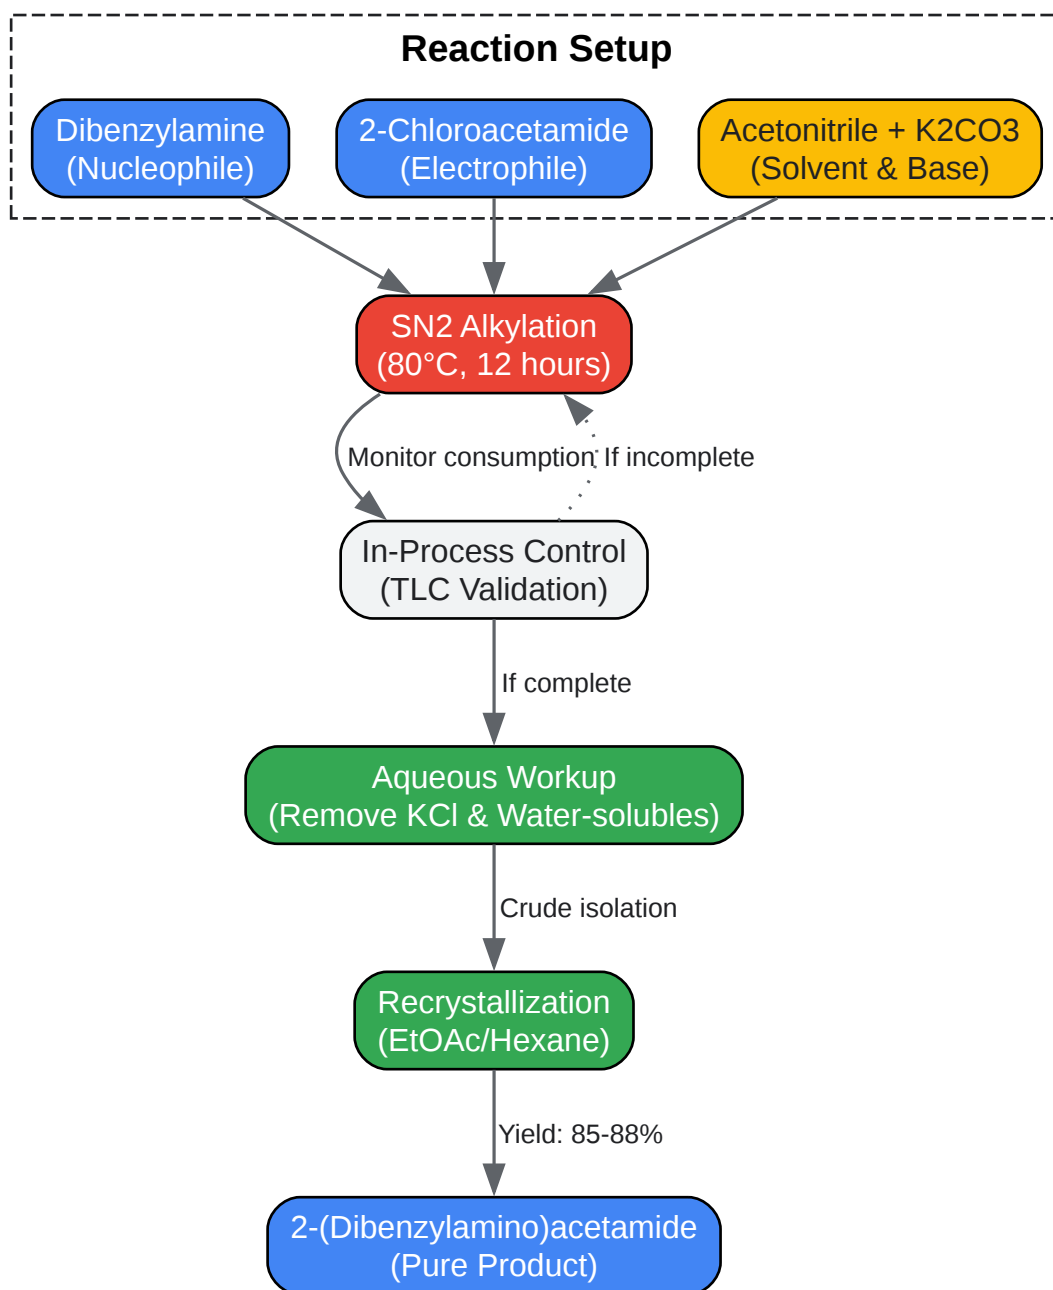 Reaction Setup
Dibenzylamine
(Nucleophile)
2-Chloroacetamide
(Electrophile)
Acetonitrile + K2CO3
(Solvent & Base)
SN2 Alkylation
(80°C, 12 hours)
Monitor consumption
If incomplete
In-Process Control
(TLC Validation)
If complete
Aqueous Workup
(Remove KCl & Water-solubles)
Crude isolation
Recrystallization
(EtOAc/Hexane)
Yield: 85-88%
2-(Dibenzylamino)acetamide
(Pure Product)